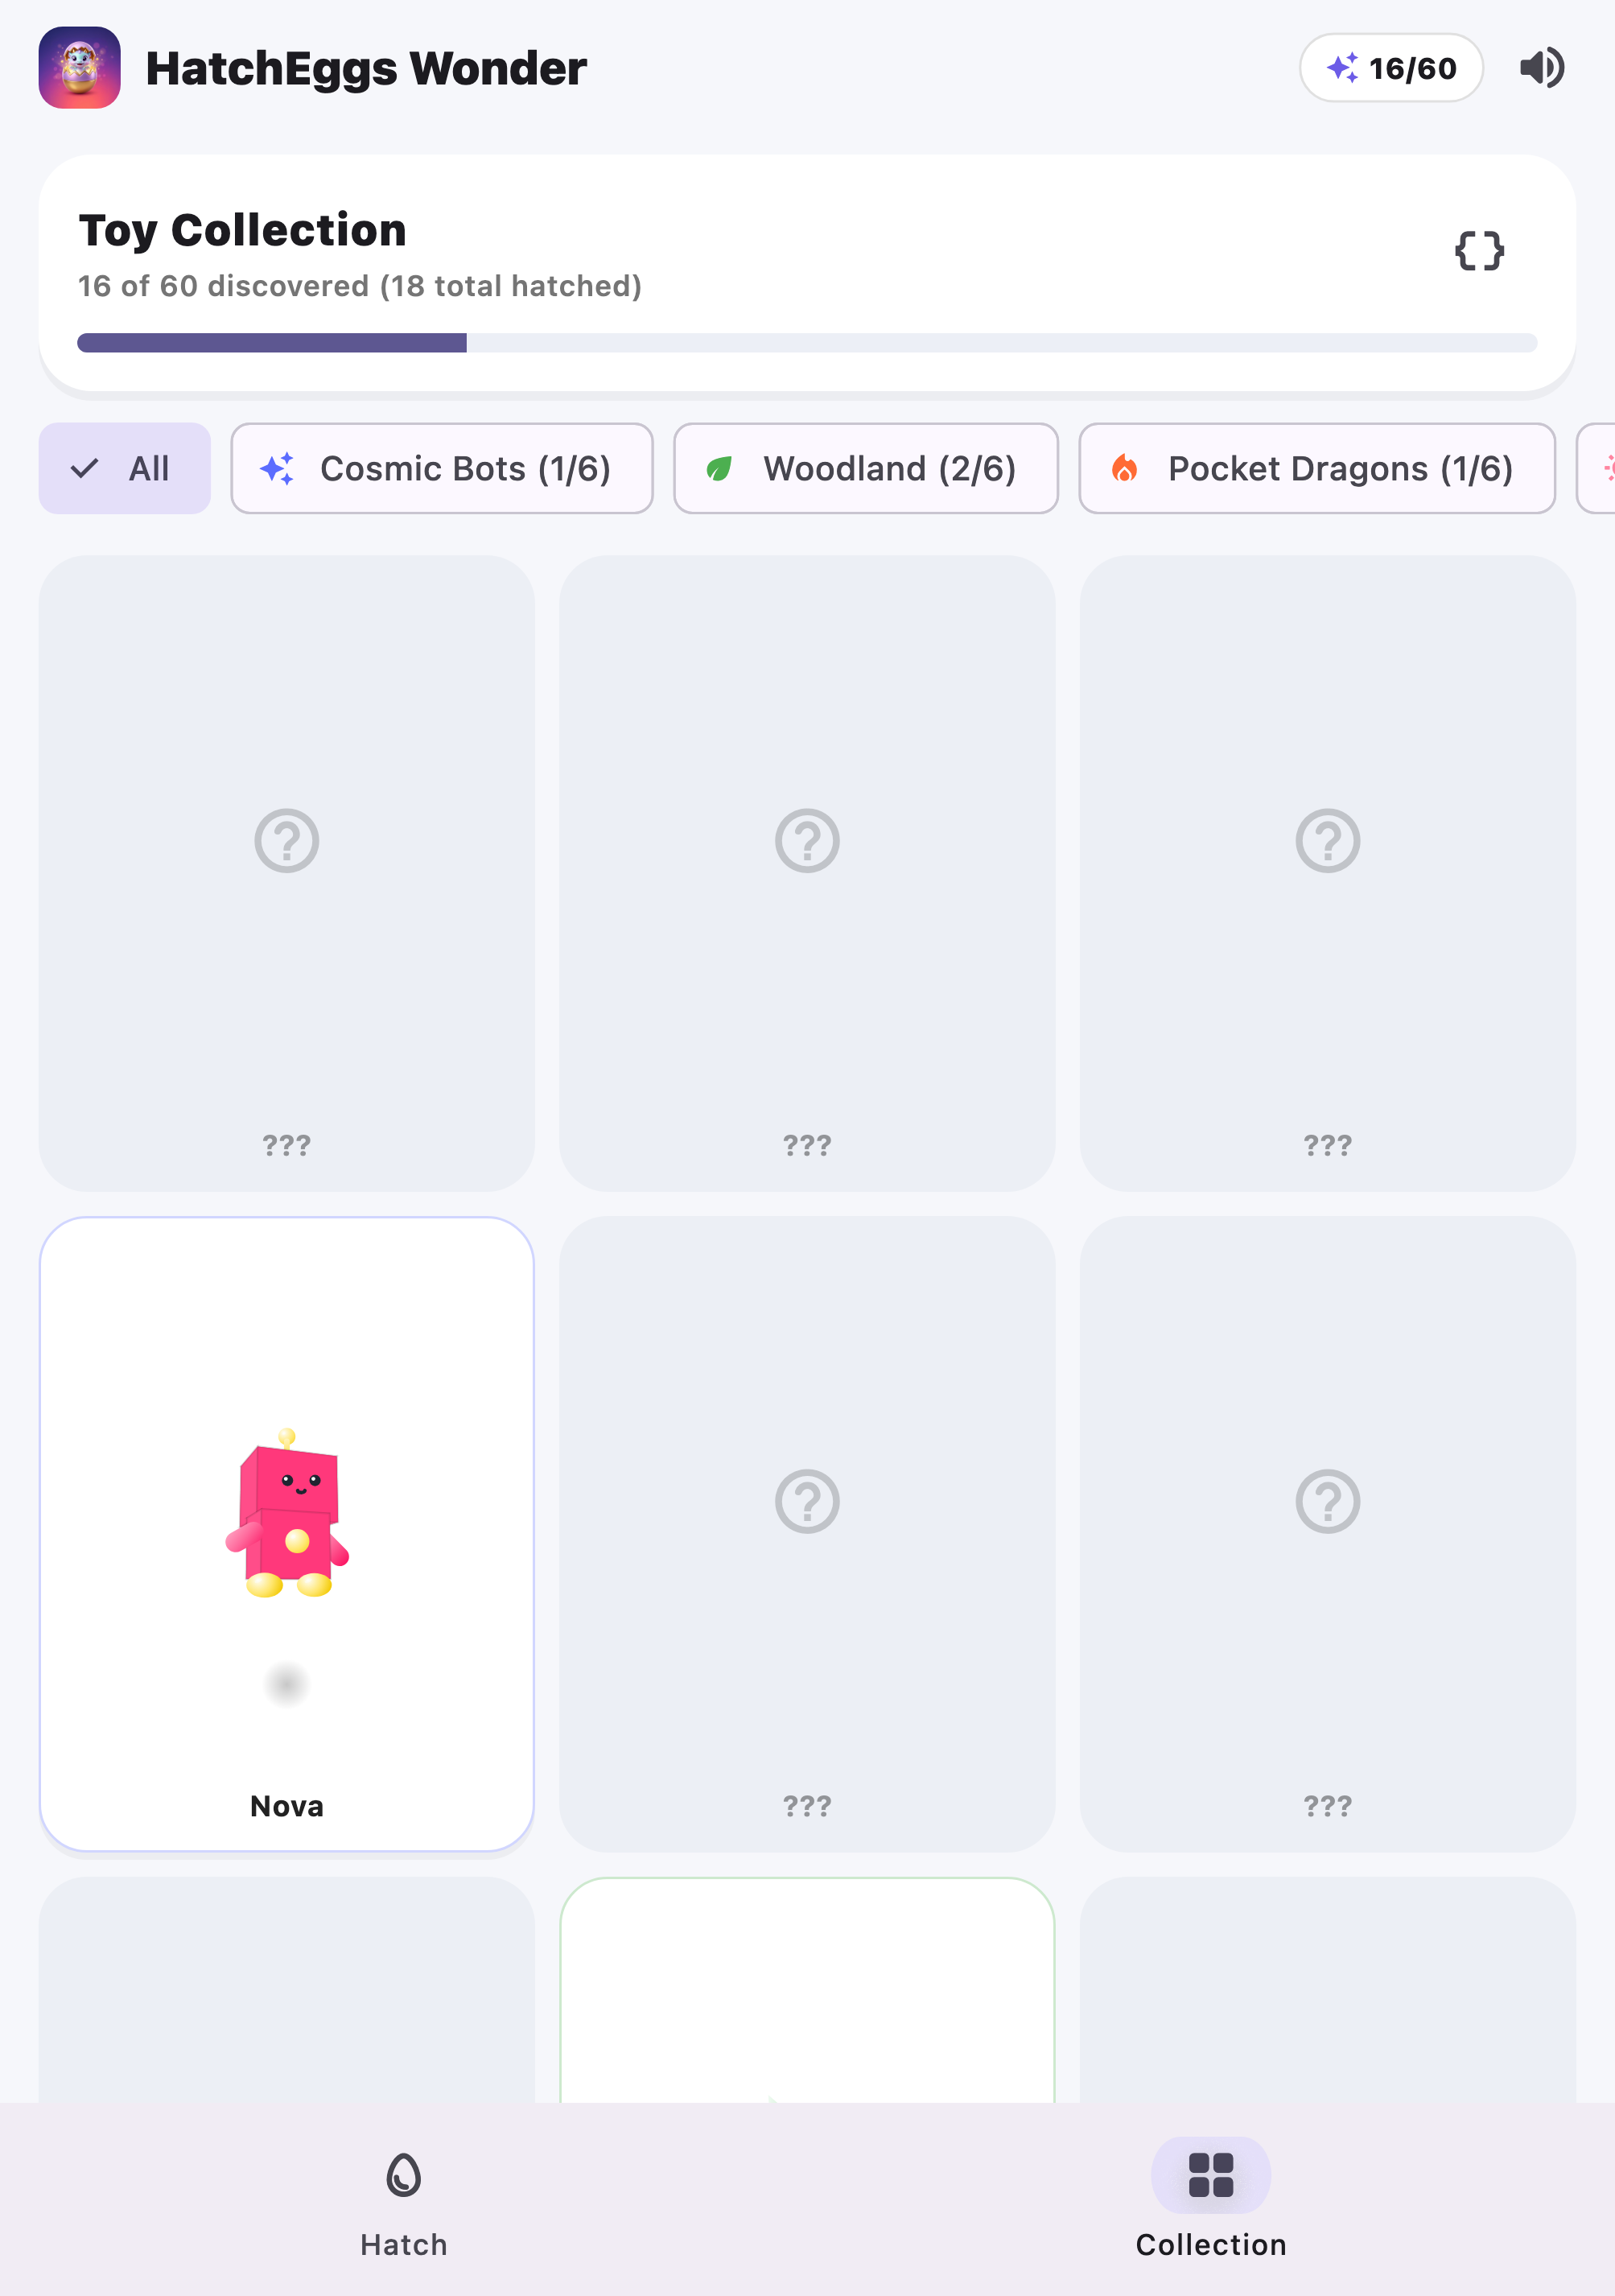 HatchEggs Wonder
16/60
Toy Collection
16 of 60 discovered (18 total hatched)
All
Cosmic Bots (1/6)
Woodland (2/6)
Pocket Dragons (1/6)
???
???
???
Nova
???
???
Hatch
Collection